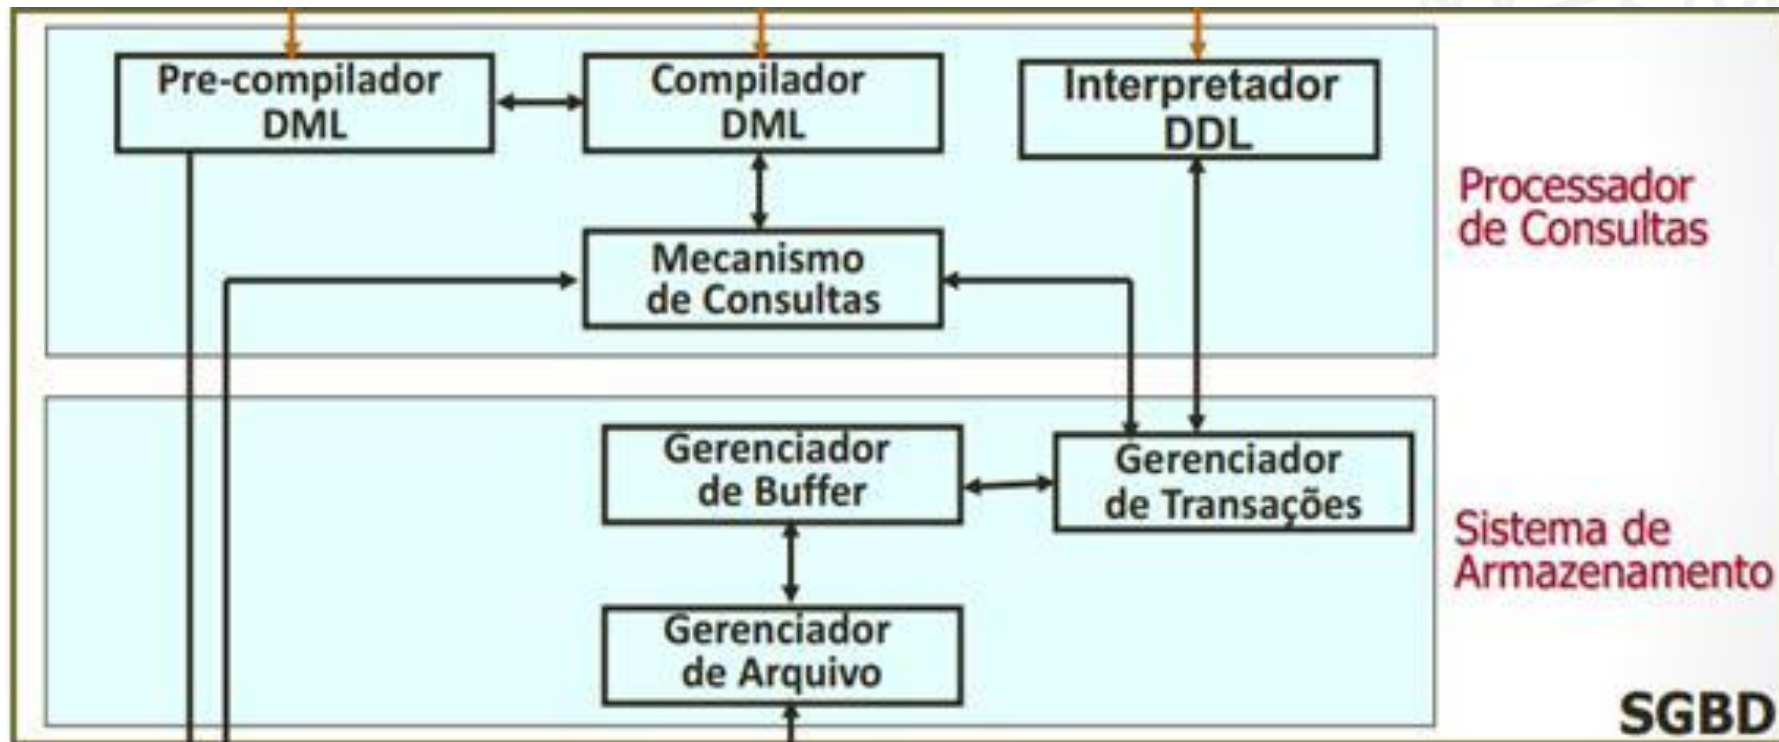 Pre-compilador
DML
Compilador
DML
Interpretador
DDL
Processador
de Consultas
Mecanismo
de Consultas
Gerenciador
de Buffer
Gerenciador
de Transações
Sistema de
Armazenamento
Gerenciador
de Arquivo
SGBD